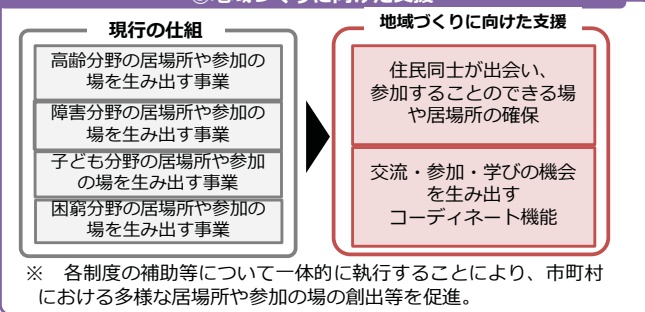 現行の仕組
高齢分野の居場所や参加の
場を生み出す事業
障害分野の居場所や参加の
場を生み出す事業
子ども分野の居場所や参加
の場を生み出す事業
困窮分野の居場所や参加の
場を生み出す事業
地域づくりに向けた支援
住民同士が出会い、
参加することのできる場
や居場所の確保
交流・参加・学びの機会
を生み出す
コーディネート機能
※ 各制度の補助等について一体的に執行することにより、市町村
における多様な居場所や参加の場の創出等を促進。